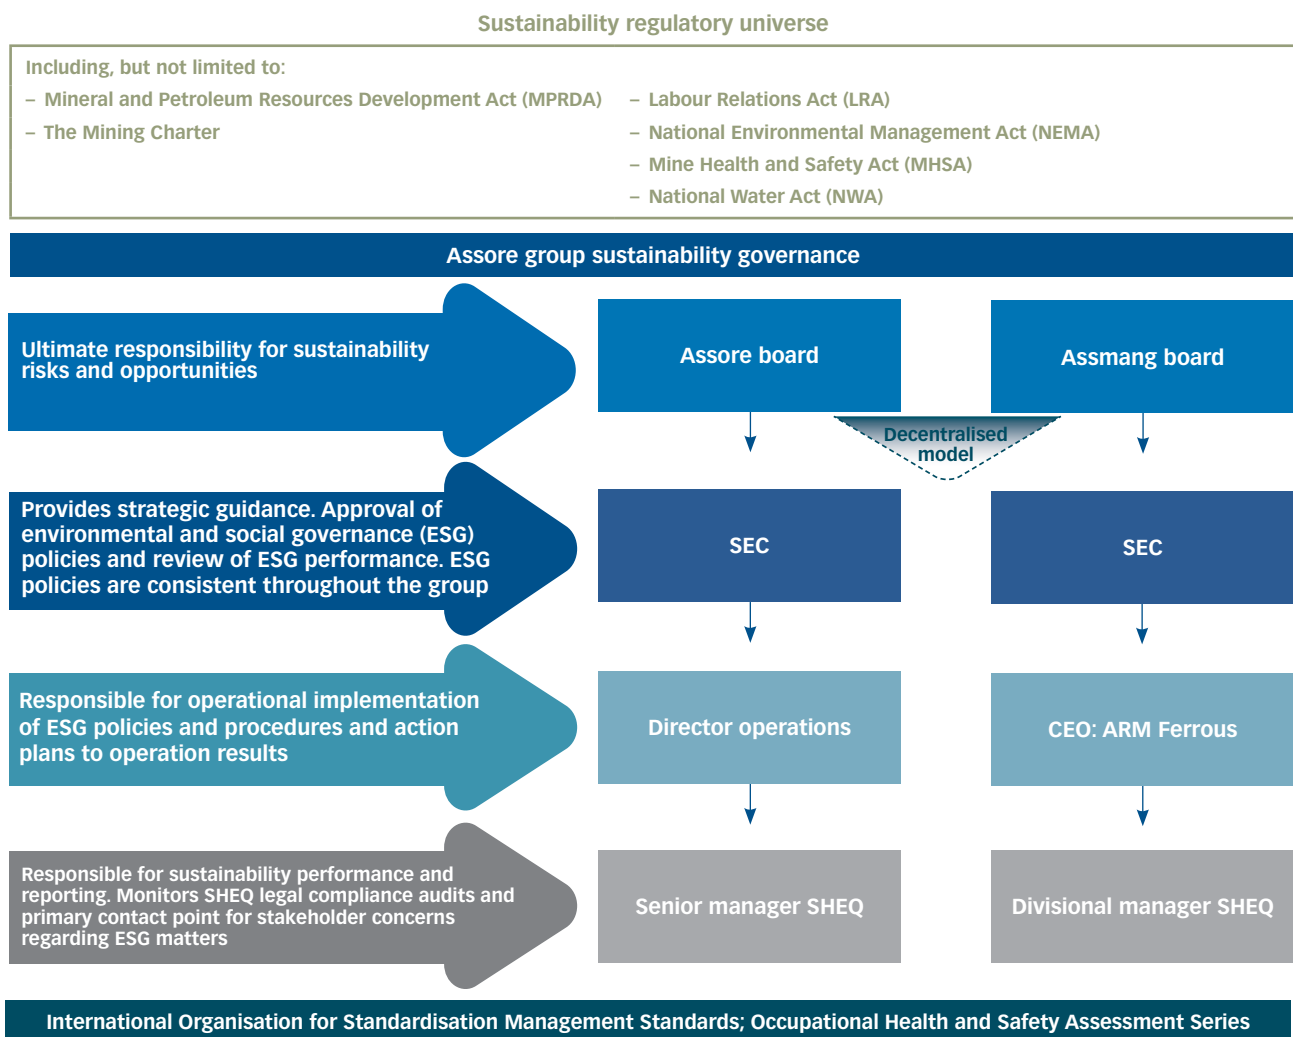 Sustainability regulatory universe
Including, but not limited to:
– Mineral and Petroleum Resources Development Act (MPRDA)
– The Mining Charter
– Labour Relations Act (LRA)
– National Environmental Management Act (NEMA)
– Mine Health and Safety Act (MHSA)
– National Water Act (NWA)
Assore group sustainability governance
Ultimate responsibility for sustainability
risks and opportunities
Assore board
Assmang board
Decentralised
model
Provides strategic guidance. Approval of
environmental and social governance (ESG)
policies and review of ESG performance. ESG
policies are consistent throughout the group
SEC
SEC
Responsible for operational implementation
of ESG policies and procedures and action
plans to operation results
Director operations
CEO: ARM Ferrous
Responsible for sustainability performance and
reporting. Monitors SHEQ legal compliance audits and
primary contact point for stakeholder concerns
regarding ESG matters
Senior manager SHEQ
Divisional manager SHEQ
International Organisation for Standardisation Management Standards; Occupational Health and Safety Assessment Series